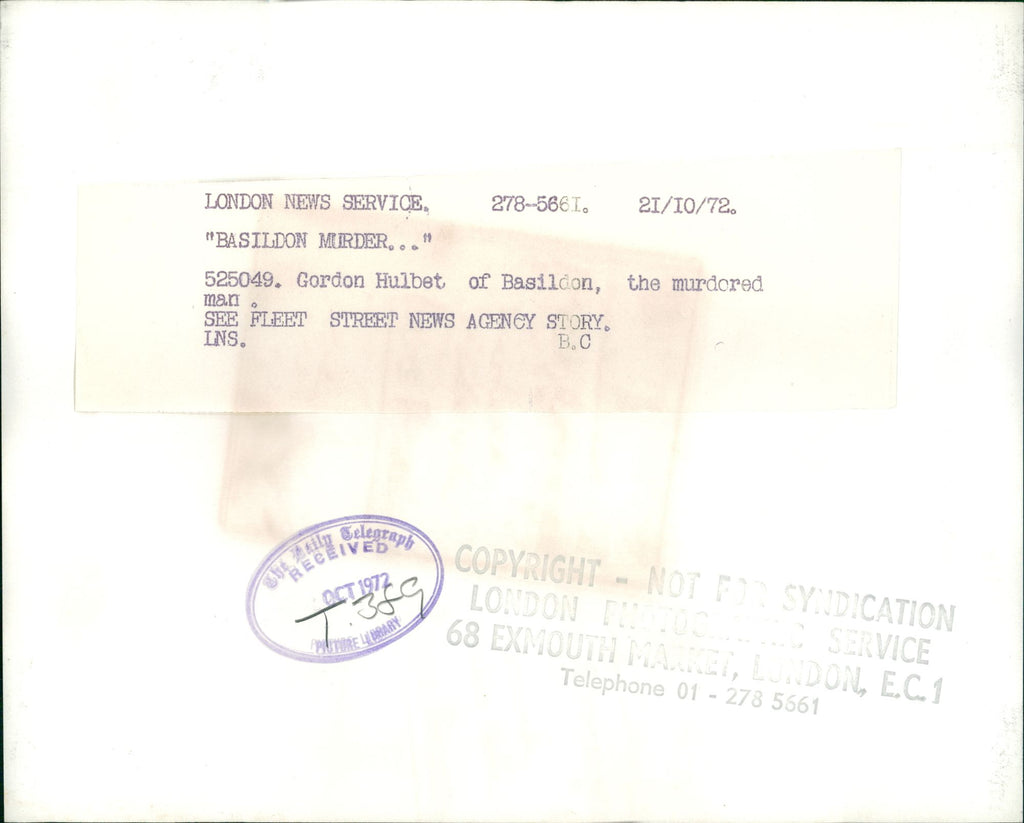 LONDON NEWS SERVICE. 278-5661. 21/10/72.
"BASILDON MURDER..."
525049. Gordon Hulbet of Basildon, the murdered
man .
SEE FLEET STREET NEWS AGENCY STORY.
LNS. B.C
The Daily Telegraph
RECEIVED
OCT 1972
T.389
PICTURE LIBRARY
COPYRIGHT - NOT FOR SYNDICATION
LONDON PHOTOGRAPHIC SERVICE
68 EXMOUTH MARKET, LONDON, E.C.1
Telephone 01 - 278 5661